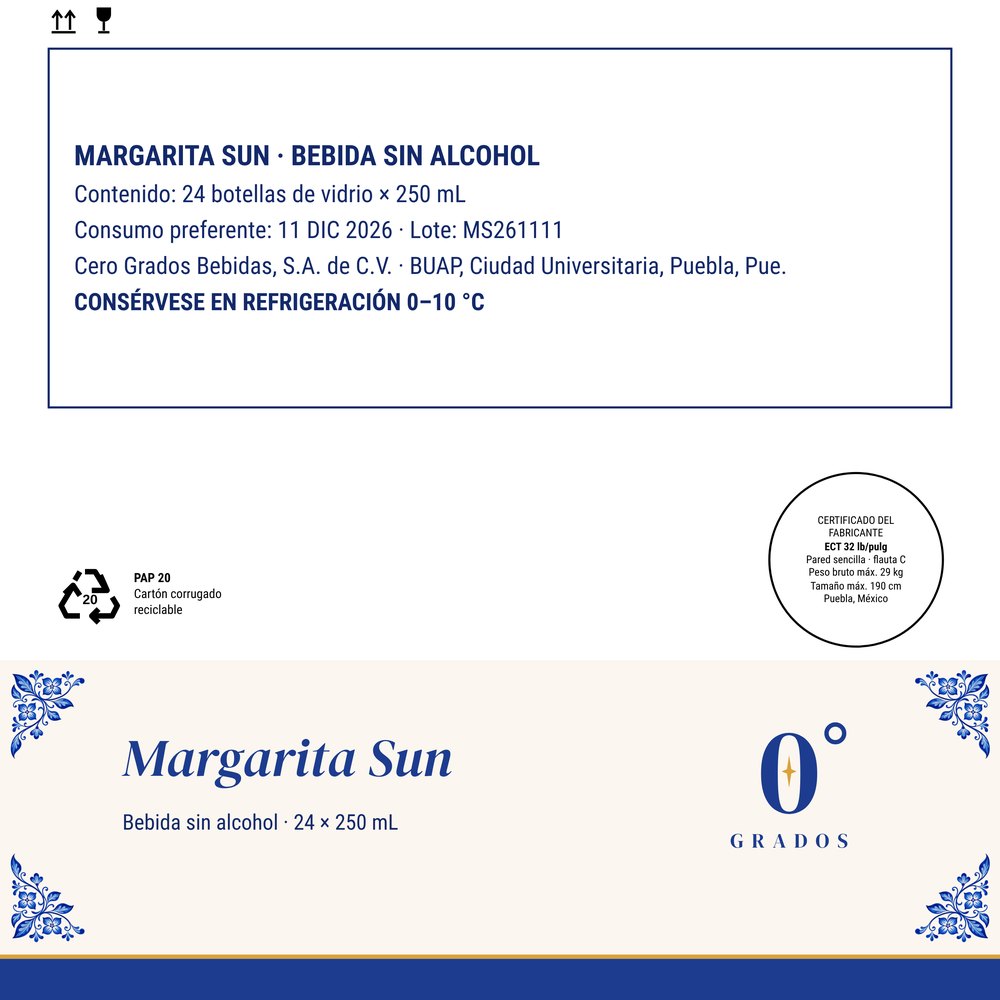 MARGARITA SUN · BEBIDA SIN ALCOHOL
Contenido: 24 botellas de vidrio × 250 mL
Consumo preferente: 11 DIC 2026 · Lote: MS261111
Cero Grados Bebidas, S.A. de C.V. · BUAP, Ciudad Universitaria, Puebla, Pue.
CONSÉRVESE EN REFRIGERACIÓN 0–10 °C
CERTIFICADO DEL
FABRICANTE
ECT 32 lb/pulg
Pared sencilla · flauta C
Peso bruto máx. 29 kg
Tamaño máx. 190 cm
Puebla, México
20
PAP 20
Cartón corrugado
reciclable
Margarita Sun
Bebida sin alcohol · 24 × 250 mL
0°
GRADOS